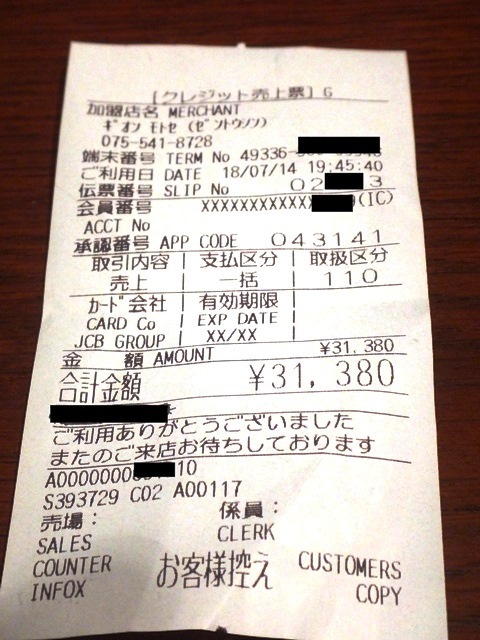 [クレジット売上票] G
加盟店名 MERCHANT
ギオン モトセ (ゼントウノン)
075-541-8728
端末番号 TERM No 49336-
ご利用日 DATE 18/07/14 19:45:40
伝票番号 SLIP No 02 3
会員番号 XXXXXXXXXXXX (IC)
ACCT No
承認番号 APP CODE 043141
取引内容 | 支払区分 | 取扱区分
売上 | 一括 | 110
カード会社 | 有効期限 |
CARD Co | EXP DATE |
JCB GROUP | XX/XX |
金 額 AMOUNT ¥31,380
合計金額 ¥31,380
ご利用ありがとうございました
またのご来店お待ちしております
A0000000 10
S393729 C02 A00117
売場: 係員:
SALES CLERK
COUNTER お客様控え CUSTOMERS
INFOX COPY